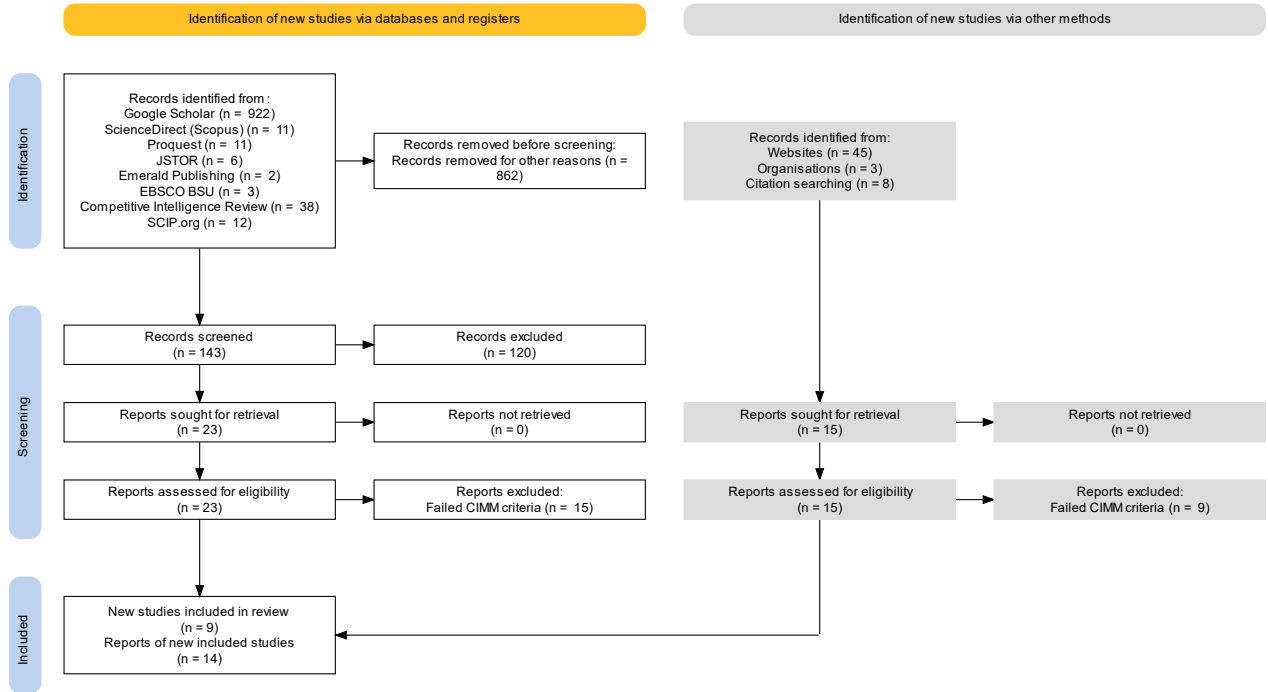 Identification of new studies via databases and registers
Identification of new studies via other methods
Identification
Records identified from :
Google Scholar (n = 922)
ScienceDirect (Scopus) (n = 11)
Proquest (n = 11)
JSTOR (n = 6)
Emerald Publishing (n = 2)
EBSCO BSU (n = 3)
Competitive Intelligence Review (n = 38)
SCIP.org (n = 12)
Records removed before screening:
Records removed for other reasons (n =
862)
Records identified from:
Websites (n = 45)
Organisations (n = 3)
Citation searching (n = 8)
Screening
Records screened
(n = 143)
Records excluded
(n = 120)
Reports sought for retrieval
(n = 23)
Reports not retrieved
(n = 0)
Reports sought for retrieval
(n = 15)
Reports not retrieved
(n = 0)
Reports assessed for eligibility
(n = 23)
Reports excluded:
Failed CIMM criteria (n = 15)
Reports assessed for eligibility
(n = 15)
Reports excluded:
Failed CIMM criteria (n = 9)
Included
New studies included in review
(n = 9)
Reports of new included studies
(n = 14)